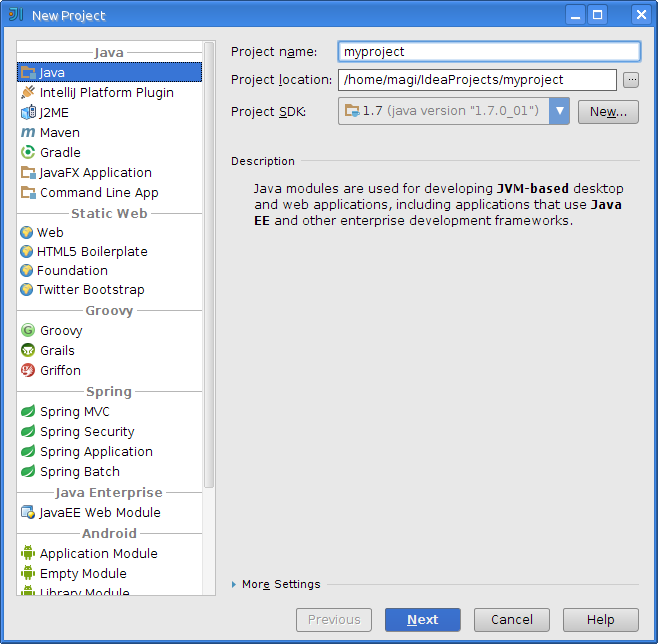 New Project
Java
Java
IntelliJ Platform Plugin
J2ME
Maven
Gradle
JavaFX Application
Command Line App
Static Web
Web
HTML5 Boilerplate
Foundation
Twitter Bootstrap
Groovy
Groovy
Grails
Griffon
Spring
Spring MVC
Spring Security
Spring Application
Spring Batch
Java Enterprise
JavaEE Web Module
Android
Application Module
Empty Module
Library Module
Project name: myproject
Project location: /home/magi/IdeaProjects/myproject ...
Project SDK: 1.7 (java version "1.7.0_01") New...
Description
Java modules are used for developing JVM-based desktop
and web applications, including applications that use Java
EE and other enterprise development frameworks.
More Settings
Previous Next Cancel Help